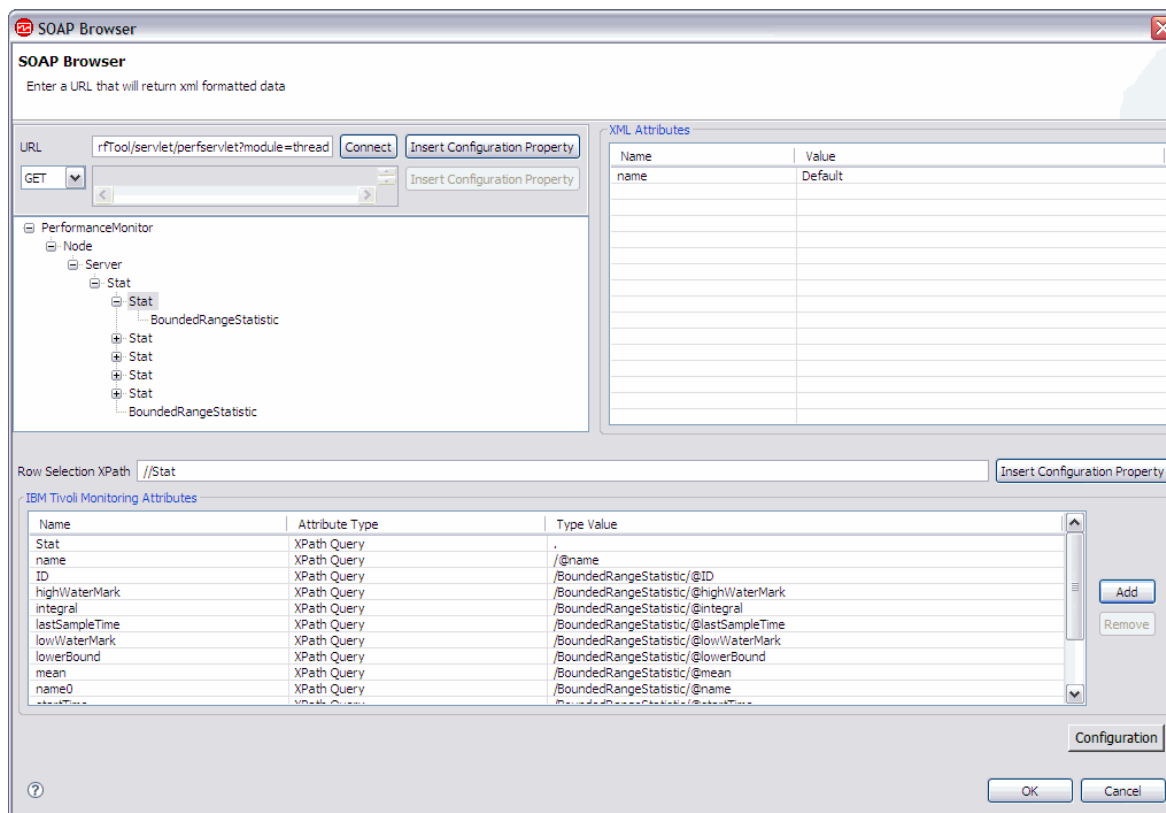 SOAP Browser
SOAP Browser
Enter a URL that will return xml formatted data
URL rfTool/servlet/perfservlet?module=thread Connect Insert Configuration Property
GET Insert Configuration Property
PerformanceMonitor
Node
Server
Stat
Stat
BoundedRangeStatistic
Stat
Stat
Stat
Stat
BoundedRangeStatistic
XML Attributes
Name Value
name Default
Row Selection XPath //Stat Insert Configuration Property
IBM Tivoli Monitoring Attributes
Name Attribute Type Type Value
Stat XPath Query .
name XPath Query /@name
ID XPath Query /BoundedRangeStatistic/@ID
highWaterMark XPath Query /BoundedRangeStatistic/@highWaterMark
integral XPath Query /BoundedRangeStatistic/@integral
lastSampleTime XPath Query /BoundedRangeStatistic/@lastSampleTime
lowWaterMark XPath Query /BoundedRangeStatistic/@lowWaterMark
lowerBound XPath Query /BoundedRangeStatistic/@lowerBound
mean XPath Query /BoundedRangeStatistic/@mean
name0 XPath Query /BoundedRangeStatistic/@name
startTime XPath Query /BoundedRangeStatistic/@startTime
Add
Remove
Configuration
? OK Cancel